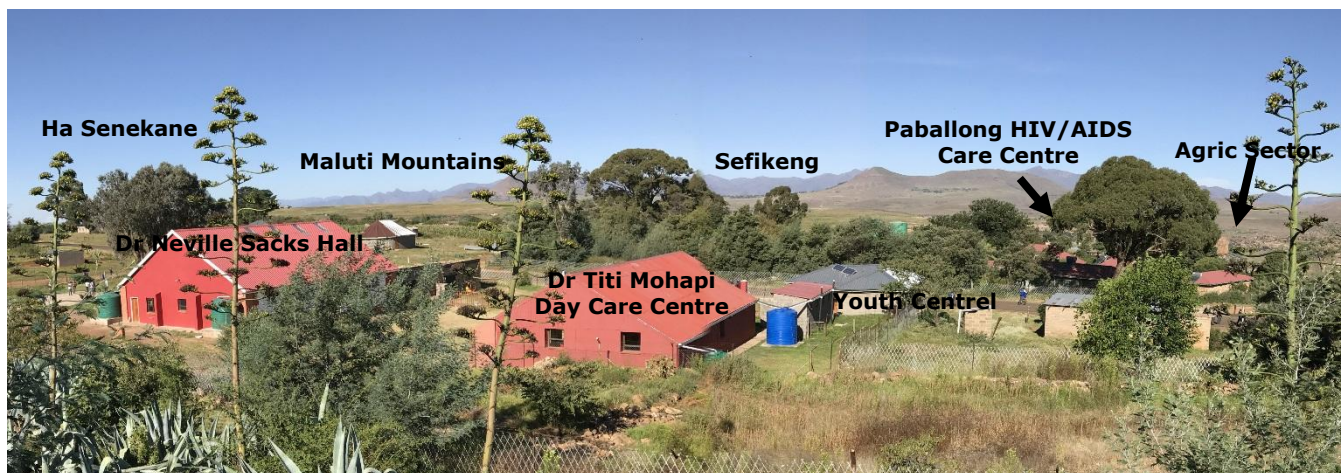 Ha Senekane
Maluti Mountains
Sefikeng
Paballong HIV/AIDS
Care Centre
Agric Sector
Dr Neville Sacks Hall
Dr Titi Mohapi
Day Care Centre
Youth Centrel